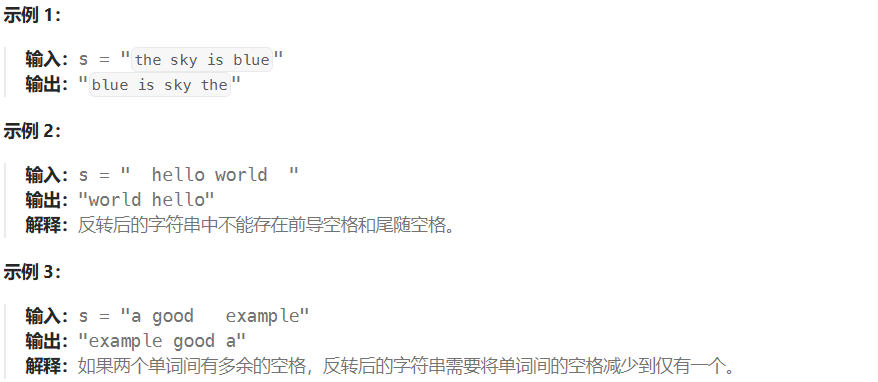 示例 1：
输入：s = "the sky is blue"
输出："blue is sky the"
示例 2：
输入：s = "  hello world  "
输出："world hello"
解释：反转后的字符串中不能存在前导空格和尾随空格。
示例 3：
输入：s = "a good   example"
输出："example good a"
解释：如果两个单词间有多余的空格，反转后的字符串需要将单词间的空格减少到仅有一个。